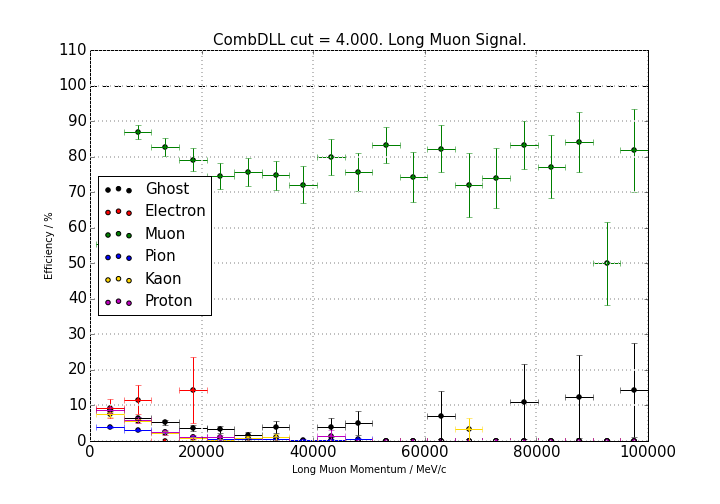 CombDLL cut = 4.000. Long Muon Signal.
110
100
90
80
70
60
50
40
30
20
10
0
Efficiency / %
Ghost
Electron
Muon
Pion
Kaon
Proton
0 20000 40000 60000 80000 100000
Long Muon Momentum / MeV/c